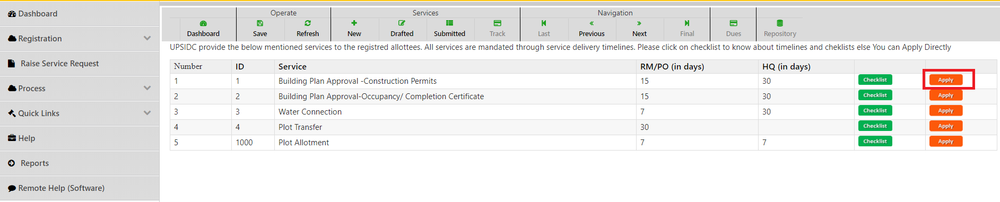 Dashboard
Registration
Raise Service Request
Process
Quick Links
Help
Reports
Remote Help (Software)
Operate Services Navigation
Dashboard Save Refresh New Drafted Submitted Track Last Previous Next Final Dues Repository
UPSIDC provide the below mentioned services to the registred allottees. All services are mandated through service delivery timelines. Please click on checklist to know about timelines and cheklists else You can Apply Directly
Number ID Service RM/PO (in days) HQ (in days)
1 1 Building Plan Approval -Construction Permits 15 30 Checklist Apply
2 2 Building Plan Approval-Occupancy/ Completion Certificate 15 30 Checklist Apply
3 3 Water Connection 7 30 Checklist Apply
4 4 Plot Transfer 30 Checklist Apply
5 1000 Plot Allotment 7 7 Checklist Apply